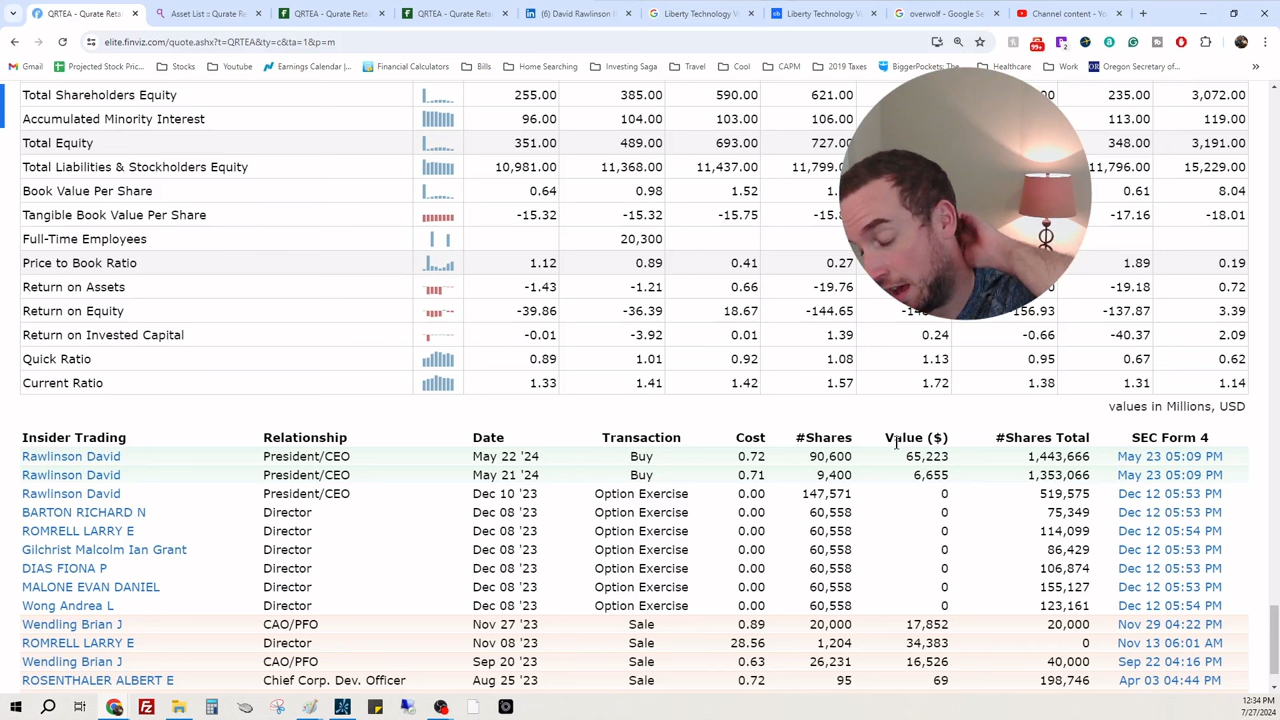 QRTEA - Qurate Retail Inc
Asset List :: Qurate Retail
QRTEA - Qurate Retail
QRTEA - Qurate Retail
(6) David Rawlinson II
Liberty Technology V
Liberty Technology V
overwolf - Google Se
Channel content - Yo
elite.finviz.com/quote.ashx?t=QRTEA&ty=c&ta=1&p=m
99+
2
Gmail Projected Stock Pric... Stocks Youtube Earnings Calendar |... Financial Calculators Bills Home Searching Investing Saga Travel Cool CAPM 2019 Taxes BiggerPockets: The... Healthcare Work Oregon Secretary of...
Total Shareholders Equity 255.00 385.00 590.00 621.00 235.00 3,072.00
Accumulated Minority Interest 96.00 104.00 103.00 106.00 113.00 119.00
Total Equity 351.00 489.00 693.00 727.00 348.00 3,191.00
Total Liabilities & Stockholders Equity 10,981.00 11,368.00 11,437.00 11,799.00 11,796.00 15,229.00
Book Value Per Share 0.64 0.98 1.52 0.61 8.04
Tangible Book Value Per Share -15.32 -15.32 -15.75 -17.16 -18.01
Full-Time Employees 20,300
Price to Book Ratio 1.12 0.89 0.41 0.27 1.89 0.19
Return on Assets -1.43 -1.21 0.66 -19.76 -19.18 0.72
Return on Equity -39.86 -36.39 18.67 -144.65 -156.93 -137.87 3.39
Return on Invested Capital -0.01 -3.92 0.01 1.39 0.24 -0.66 -40.37 2.09
Quick Ratio 0.89 1.01 0.92 1.08 1.13 0.95 0.67 0.62
Current Ratio 1.33 1.41 1.42 1.57 1.72 1.38 1.31 1.14
values in Millions, USD
Insider Trading Relationship Date Transaction Cost #Shares Value ($) #Shares Total SEC Form 4
Rawlinson David President/CEO May 22 '24 Buy 0.72 90,600 65,223 1,443,666 May 23 05:09 PM
Rawlinson David President/CEO May 21 '24 Buy 0.71 9,400 6,655 1,353,066 May 23 05:09 PM
Rawlinson David President/CEO Dec 10 '23 Option Exercise 0.00 147,571 0 519,575 Dec 12 05:53 PM
BARTON RICHARD N Director Dec 08 '23 Option Exercise 0.00 60,558 0 75,349 Dec 12 05:53 PM
ROMRELL LARRY E Director Dec 08 '23 Option Exercise 0.00 60,558 0 114,099 Dec 12 05:54 PM
Gilchrist Malcolm Ian Grant Director Dec 08 '23 Option Exercise 0.00 60,558 0 86,429 Dec 12 05:53 PM
DIAS FIONA P Director Dec 08 '23 Option Exercise 0.00 60,558 0 106,874 Dec 12 05:53 PM
MALONE EVAN DANIEL Director Dec 08 '23 Option Exercise 0.00 60,558 0 155,127 Dec 12 05:53 PM
Wong Andrea L Director Dec 08 '23 Option Exercise 0.00 60,558 0 123,161 Dec 12 05:54 PM
Wendling Brian J CAO/PFO Nov 27 '23 Sale 0.89 20,000 17,852 20,000 Nov 29 04:22 PM
ROMRELL LARRY E Director Nov 08 '23 Sale 28.56 1,204 34,383 0 Nov 13 06:01 AM
Wendling Brian J CAO/PFO Sep 20 '23 Sale 0.63 26,231 16,526 40,000 Sep 22 04:16 PM
ROSENTHALER ALBERT E Chief Corp. Dev. Officer Aug 25 '23 Sale 0.72 95 69 198,746 Apr 03 04:44 PM
12:34 PM
7/27/2024